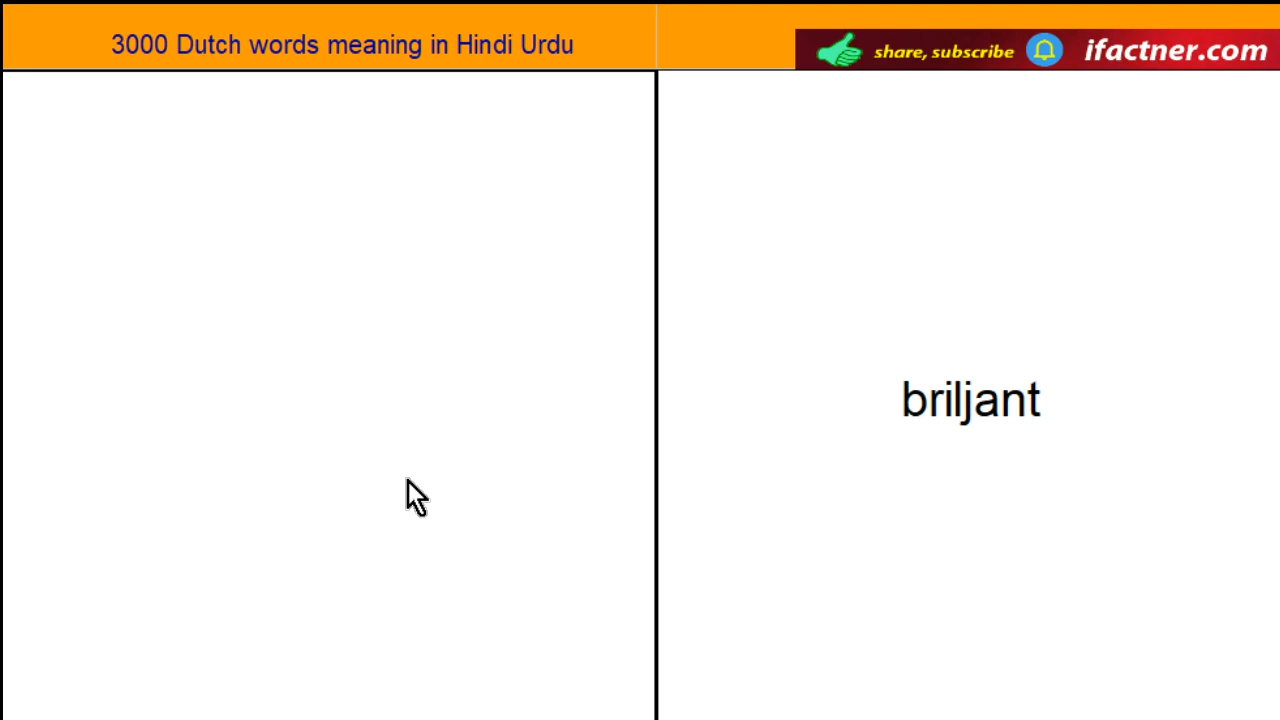 3000 Dutch words meaning in Hindi Urdu
share, subscribe ifactner.com
briljant